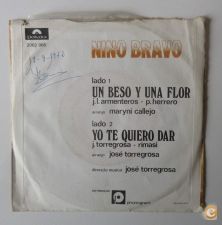 polydor
NINO BRAVO
lado 1
UN BESO Y UNA FLOR
j.l. armenteros - p. herrero
arreglo maryni callejo
lado 2
YO TE QUIERO DAR
j. torregrosa - rimasi
arreglo josé torregrosa
dirección musical josé torregrosa
phonogram